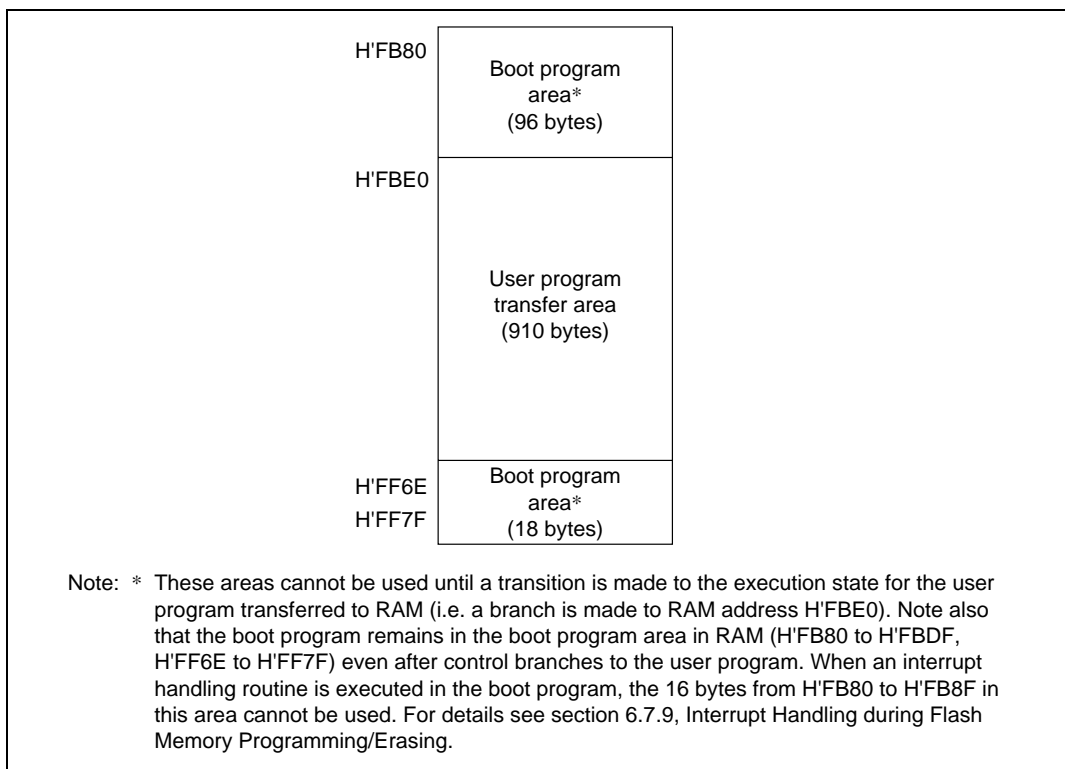 H'FB80
Boot program
area*
(96 bytes)
H'FBE0
User program
transfer area
(910 bytes)
H'FF6E
H'FF7F
Boot program
area*
(18 bytes)
Note: * These areas cannot be used until a transition is made to the execution state for the user
program transferred to RAM (i.e. a branch is made to RAM address H'FBE0). Note also
that the boot program remains in the boot program area in RAM (H'FB80 to H'FBDF,
H'FF6E to H'FF7F) even after control branches to the user program. When an interrupt
handling routine is executed in the boot program, the 16 bytes from H'FB80 to H'FB8F in
this area cannot be used. For details see section 6.7.9, Interrupt Handling during Flash
Memory Programming/Erasing.